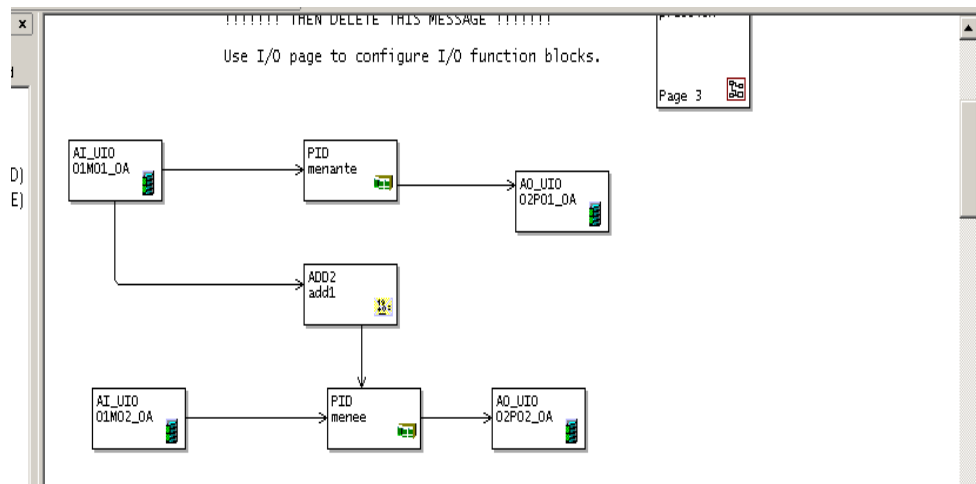 !!!!!!! THEN DELETE THIS MESSAGE !!!!!!!
Use I/O page to configure I/O function blocks.
Page 3
AI_UIO
01M01_0A
PID
menante
AO_UIO
02P01_0A
D)
E)
ADD2
add1
AI_UIO
01M02_0A
PID
menee
AO_UIO
02P02_0A